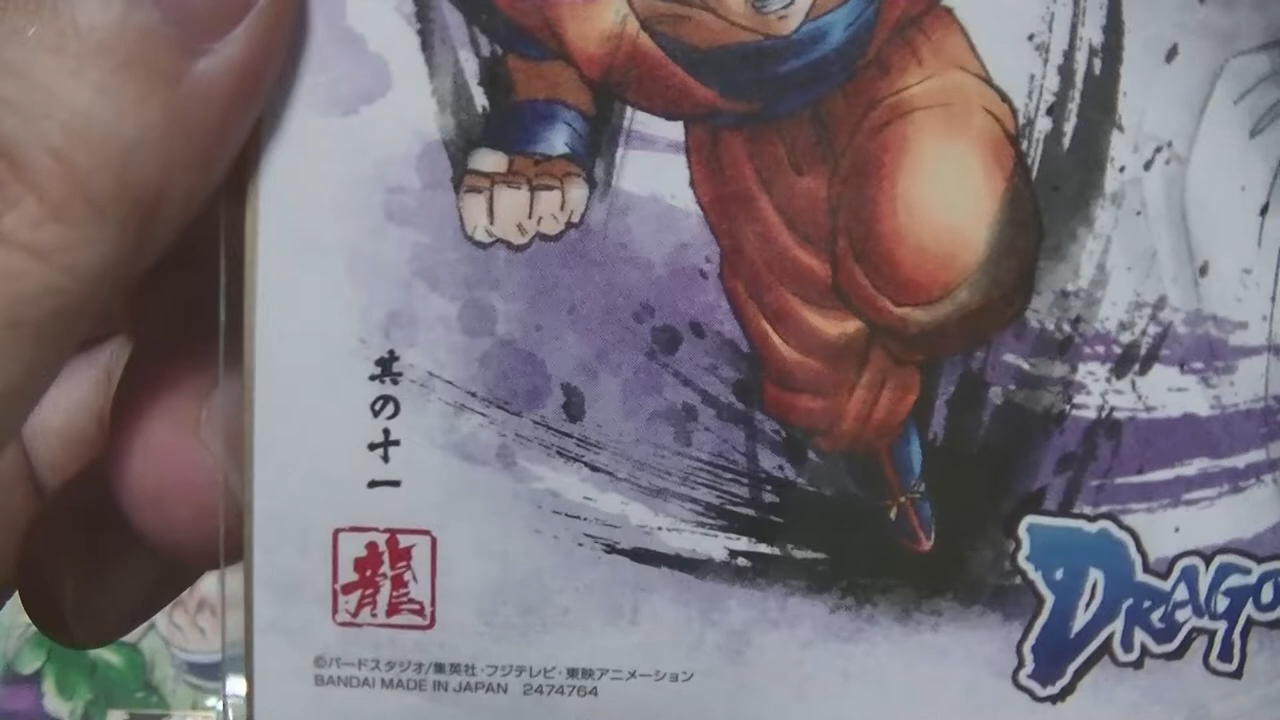 其の十一
龍
©バードスタジオ/集英社・フジテレビ・東映アニメーション
BANDAI MADE IN JAPAN 2474764
DRAGO